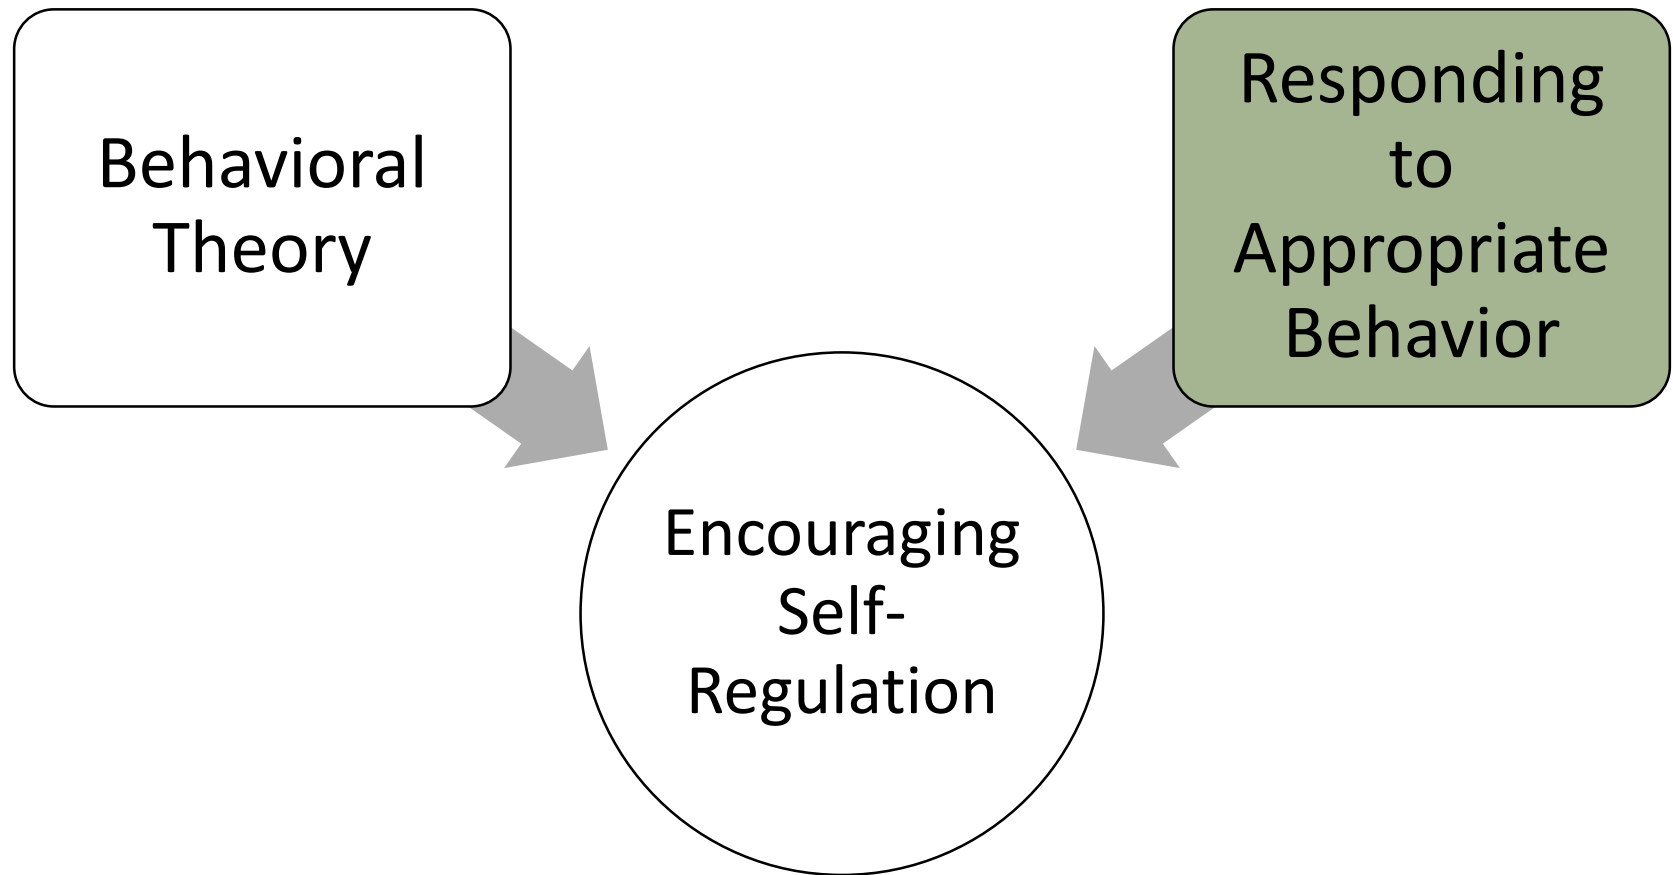 Behavioral
Theory
Responding
to
Appropriate
Behavior
Encouraging
Self-
Regulation